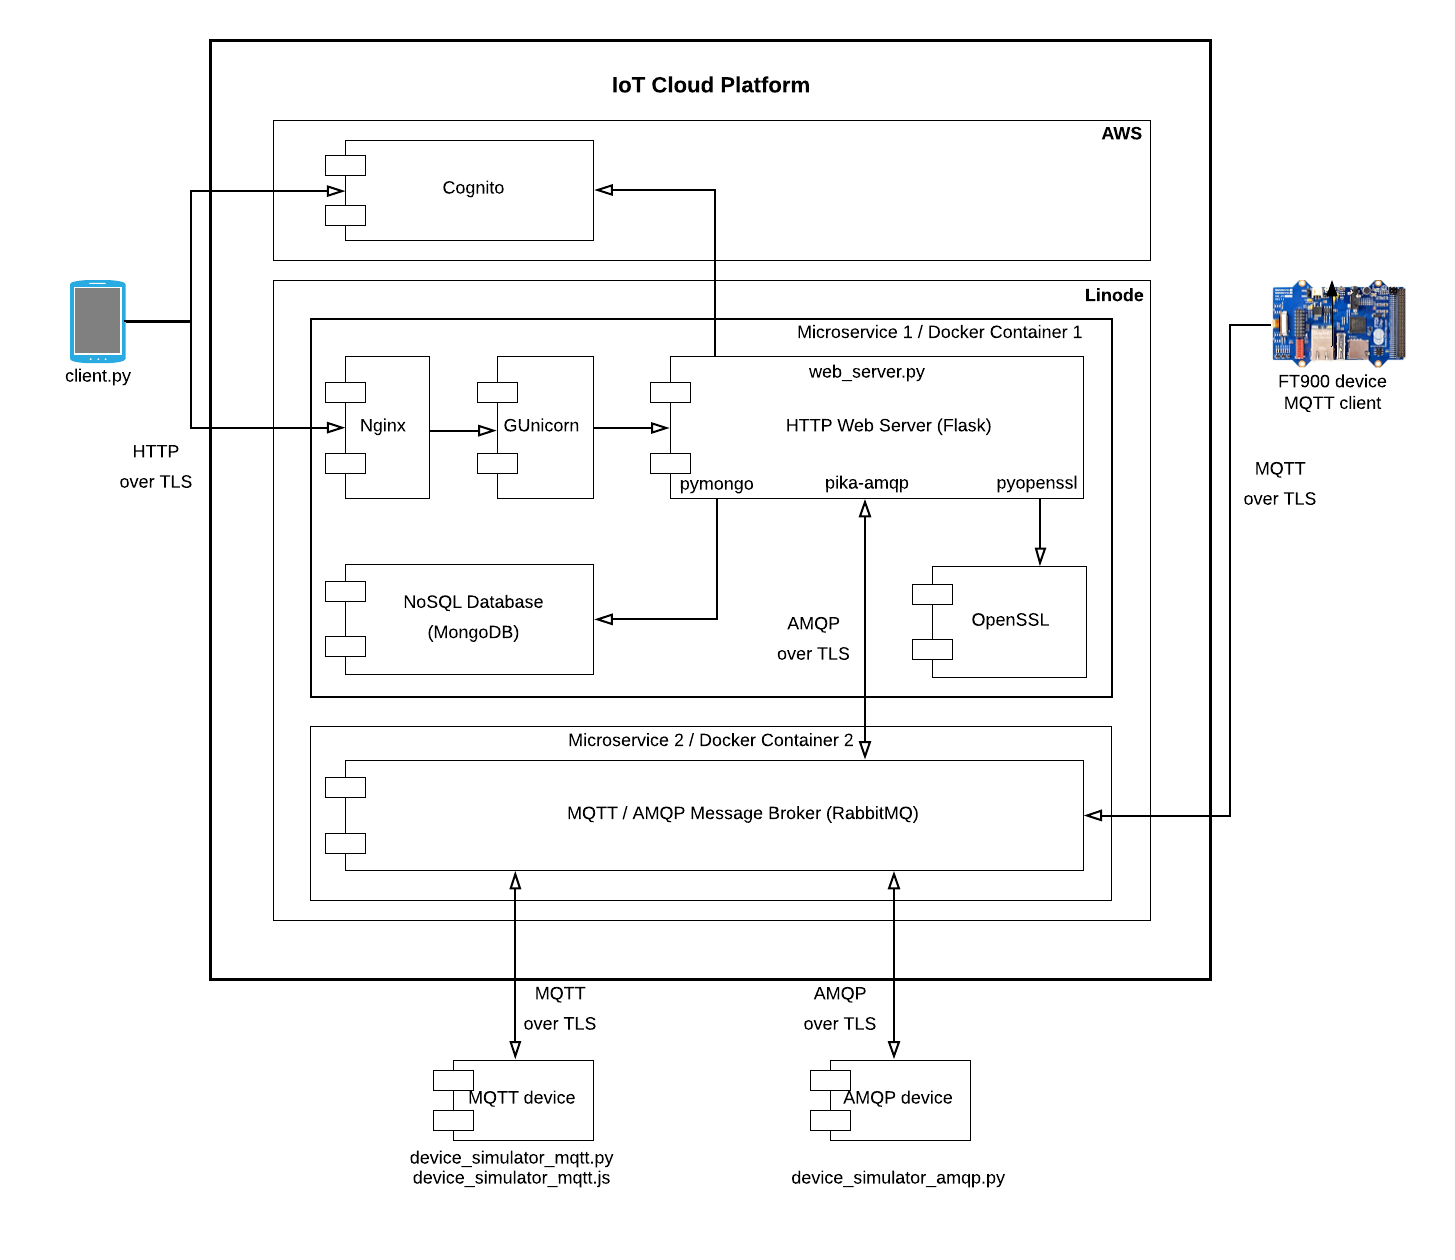 IoT Cloud Platform
AWS
Cognito
Linode
Microservice 1 / Docker Container 1
client.py
web_server.py
FT900 device
MQTT client
Nginx
GUnicorn
HTTP Web Server (Flask)
HTTP
over TLS
pymongo
pika-amqp
pyopenssl
MQTT
over TLS
NoSQL Database
(MongoDB)
AMQP
over TLS
OpenSSL
Microservice 2 / Docker Container 2
MQTT / AMQP Message Broker (RabbitMQ)
MQTT
over TLS
AMQP
over TLS
MQTT device
AMQP device
device_simulator_mqtt.py
device_simulator_mqtt.js
device_simulator_amqp.py